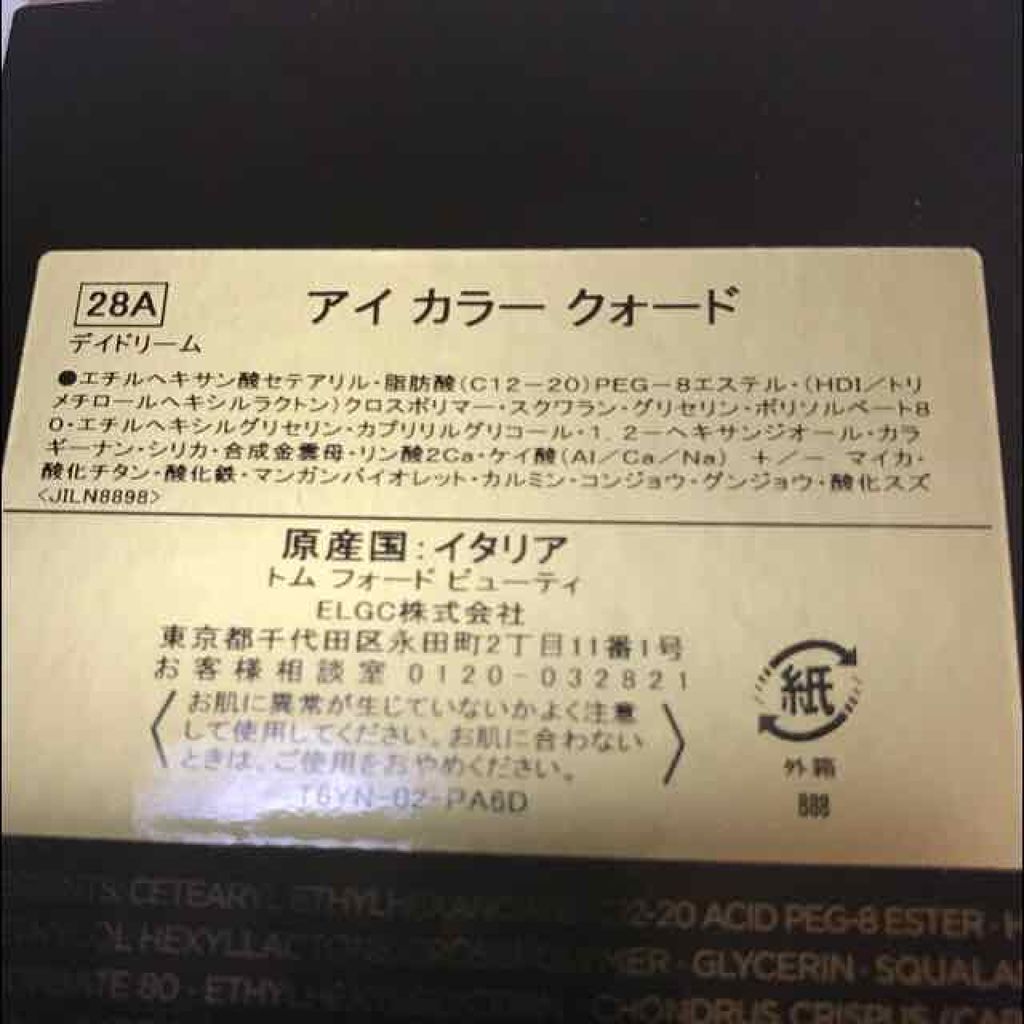 28A アイ カラー クォード
デイドリーム
●エチルヘキサン酸セテアリル・脂肪酸(C12-20)PEG-8エステル・(HDI/トリ
メチロールヘキシルラクトン)クロスポリマー・スクワラン・グリセリン・ポリソルベート8
0・エチルヘキシルグリセリン・カプリリルグリコール・1,2-ヘキサンジオール・カラ
ギーナン・シリカ・合成金雲母・リン酸2Ca・ケイ酸(Al/Ca/Na) +/- マイカ・
酸化チタン・酸化鉄・マンガンバイオレット・カルミン・コンジョウ・グンジョウ・酸化スズ
<JILN8898>
原産国:イタリア
トム フォード ビューティ
ELGC株式会社
東京都千代田区永田町2丁目11番1号
お客様相談室 0120-032821
〈お肌に異常が生じていないかよく注意
して使用してください。お肌に合わない
ときは、ご使用をおやめください。〉
紙
外箱
888
T6YN-02-PA6D
CETEARYL ETHYLH 12-20 ACID PEG-8 ESTER · H
HEXYLLACTON MER · GLYCERIN · SQUALA
80 · ETHY CHONDRUS CRISPUS //CAR